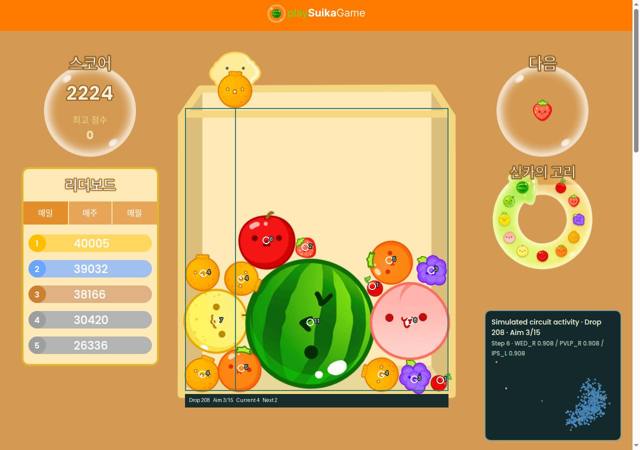 playSuikaGame
스코어
2224
최고 점수
0
다음
리더보드
매일
매주
매월
1
40005
2
39032
3
38166
4
30420
5
26336
신카의 고리
Simulated circuit activity · Drop
208 · Aim 3/15
Step 6 · WED_R 0.908 / PVLP_R 0.908 /
IPS_L 0.908
Drop 208 Aim 3/15 Current 4 Next 2